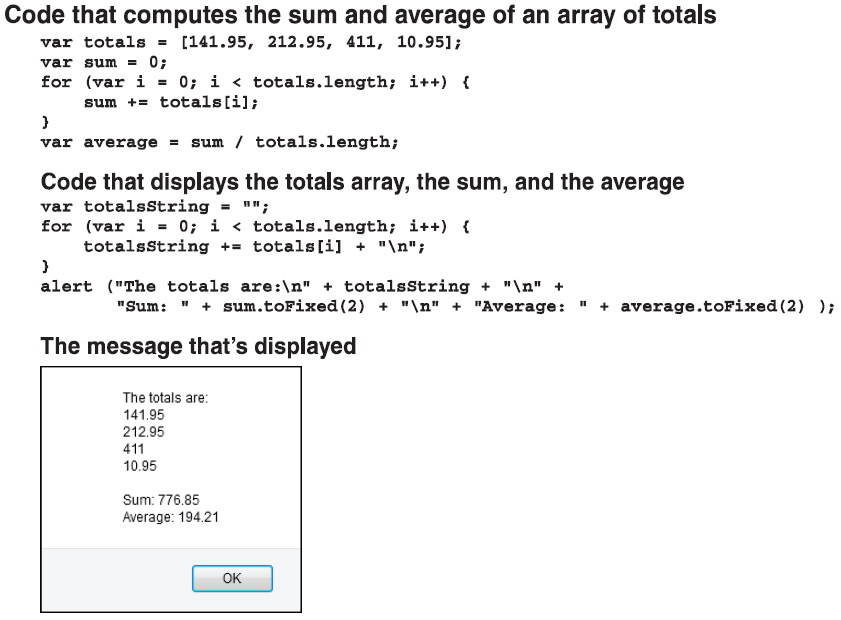 Code that computes the sum and average of an array of totals
var totals = [141.95, 212.95, 411, 10.95];
var sum = 0;
for (var i = 0; i < totals.length; i++) {
    sum += totals[i];
}
var average = sum / totals.length;
Code that displays the totals array, the sum, and the average
var totalsString = "";
for (var i = 0; i < totals.length; i++) {
    totalsString += totals[i] + "\n";
}
alert ("The totals are:\n" + totalsString + "\n" +
       "Sum: " + sum.toFixed(2) + "\n" + "Average: " + average.toFixed(2) );
The message that's displayed
The totals are:
141.95
212.95
411
10.95
Sum: 776.85
Average: 194.21
OK